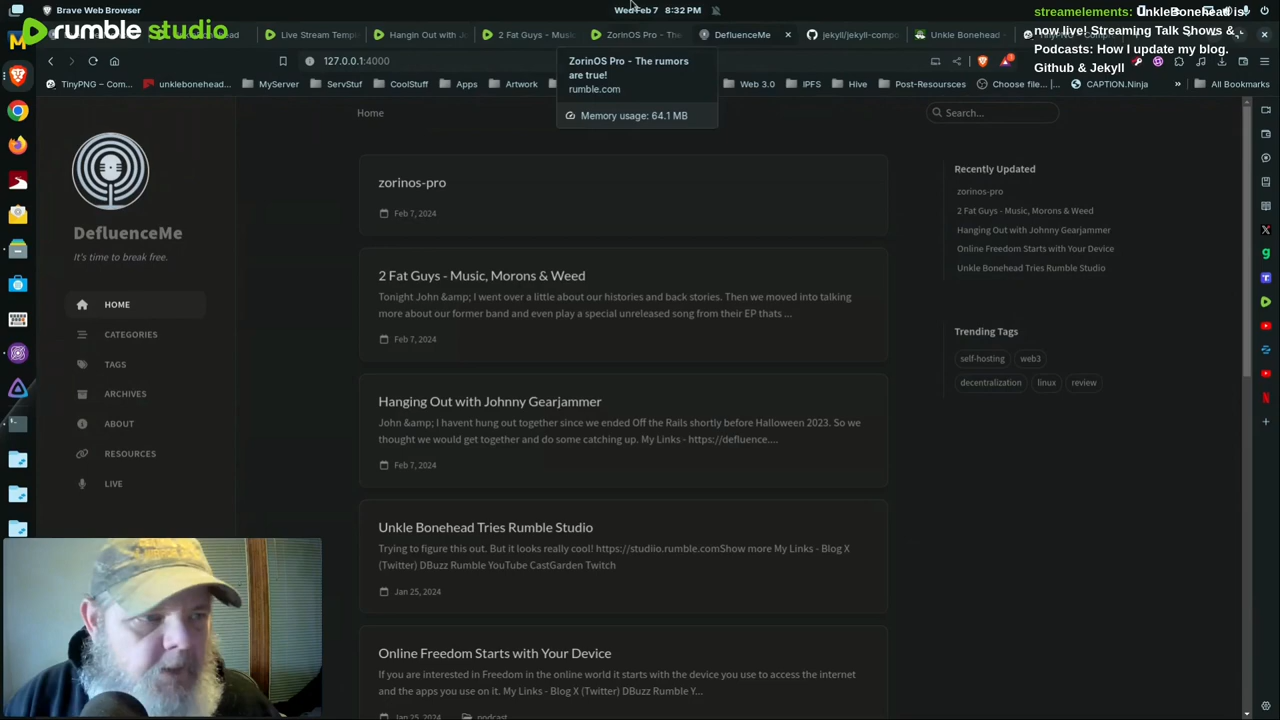 Brave Web Browser
Wed Feb 7 8:32 PM
streamelements: UnkleBonehead is
now live! Streaming Talk Shows &
Podcasts: How I update my blog.
Github & Jekyll
rumble studio
Live Stream Templ
Hangin Out with J
2 Fat Guys - Music,
ZorinOS Pro - The
DefluenceMe
jekyll/jekyll-compo
Unkle Bonehead -
127.0.0.1:4000
TinyPNG – Com...
unklebonehead...
MyServer
ServStuf
CoolStuff
Apps
Artwork
Web 3.0
IPFS
Hive
Post-Resources
Choose file...
CAPTION.Ninja
»
All Bookmarks
ZorinOS Pro - The rumors
are true!
rumble.com
Memory usage: 64.1 MB
Home
Search...
DefluenceMe
It's time to break free.
HOME
CATEGORIES
TAGS
ARCHIVES
ABOUT
RESOURCES
LIVE
zorinos-pro
Feb 7, 2024
2 Fat Guys - Music, Morons & Weed
Tonight John &amp; I went over a little about our histories and back stories. Then we moved into talking
more about our former band and even play a special unreleased song from their EP thats ...
Feb 7, 2024
Hanging Out with Johnny Gearjammer
John &amp; I havent hung out together since we ended Off the Rails shortly before Halloween 2023. So we
thought we would get together and do some catching up. My Links - https://defluence....
Feb 7, 2024
Unkle Bonehead Tries Rumble Studio
Trying to figure this out. But it looks really cool! https://studiio.rumble.comShow more My Links - Blog X
(Twitter) DBuzz Rumble YouTube CastGarden Twitch
Jan 25, 2024
Online Freedom Starts with Your Device
If you are interested in Freedom in the online world it starts with the device you use to access the internet
and the apps you use on it. My Links - Blog X (Twitter) DBuzz Rumble Y...
Jan 25, 2024
podcast
Recently Updated
zorinos-pro
2 Fat Guys - Music, Morons & Weed
Hanging Out with Johnny Gearjammer
Online Freedom Starts with Your Device
Unkle Bonehead Tries Rumble Studio
Trending Tags
self-hosting
web3
decentralization
linux
review